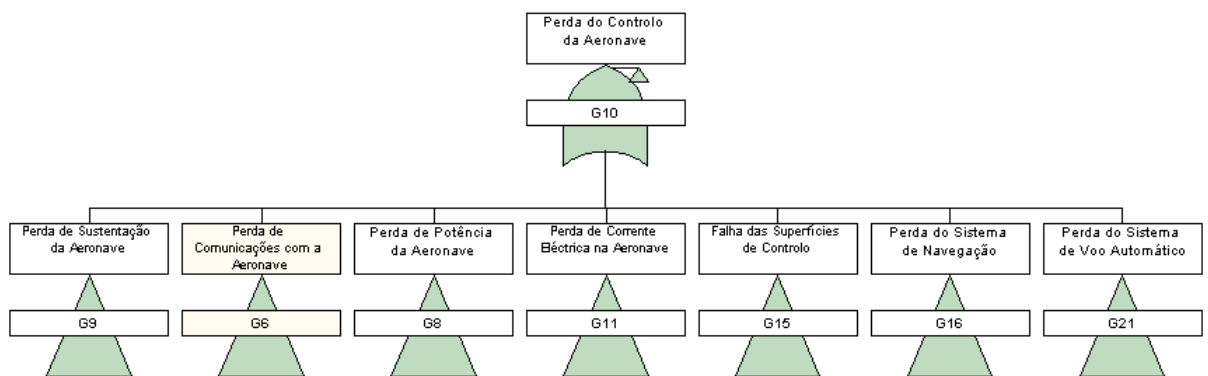 Perda do Controlo
da Aeronave
G10
Perda de Sustentação
da Aeronave
Perda de
Comunicações com a
Aeronave
Perda de Potência
da Aeronave
Perda de Corrente
Eléctrica na Aeronave
Falha das Superfícies
de Controlo
Perda do Sistema
de Navegação
Perda do Sistema
de Voo Automático
G9
G6
G8
G11
G15
G16
G21